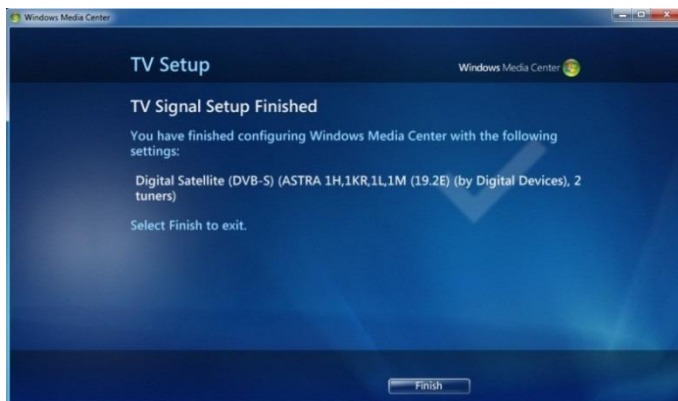 Windows Media Center
TV Setup
Windows Media Center
TV Signal Setup Finished
You have finished configuring Windows Media Center with the following
settings:
Digital Satellite (DVB-S) (ASTRA 1H,1KR,1L,1M (19.2E) (by Digital Devices), 2
tuners)
Select Finish to exit.
Finish